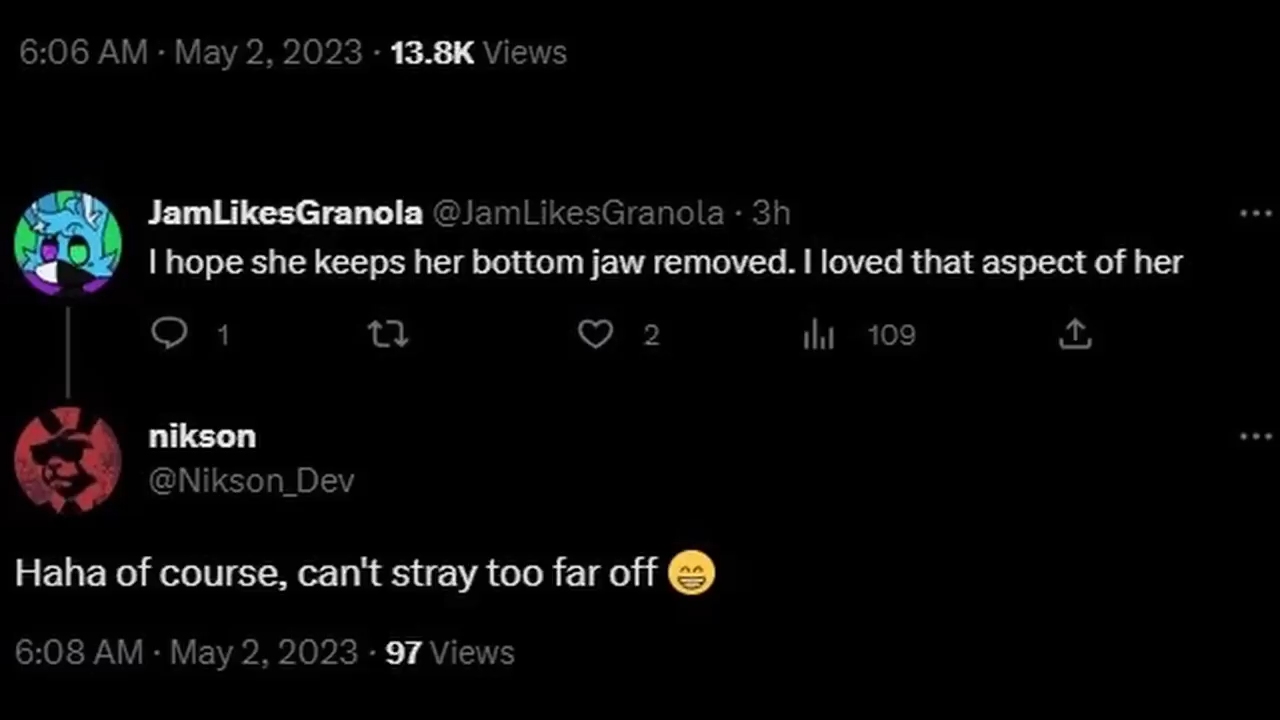 6:06 AM · May 2, 2023 · 13.8K Views
JamLikesGranola @JamLikesGranola · 3h
I hope she keeps her bottom jaw removed. I loved that aspect of her
1 2 109
nikson
@Nikson_Dev
Haha of course, can't stray too far off 😁
6:08 AM · May 2, 2023 · 97 Views